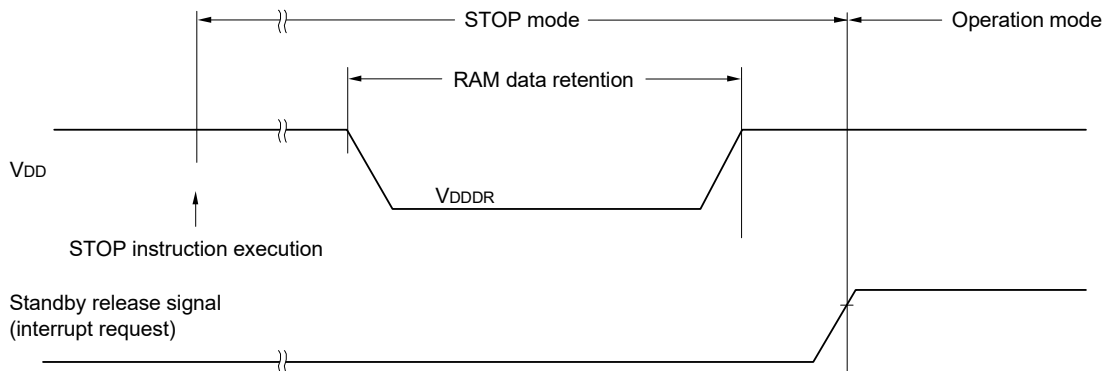 STOP mode
Operation mode
RAM data retention
VDD
VDDDR
STOP instruction execution
Standby release signal
(interrupt request)